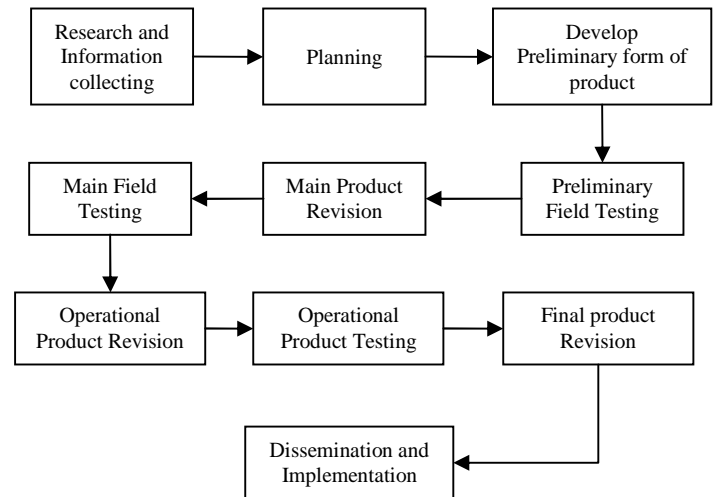 Research and
Information
collecting
Planning
Develop
Preliminary form of
product
Preliminary
Field Testing
Main Product
Revision
Main Field
Testing
Operational
Product Revision
Operational
Product Testing
Final product
Revision
Dissemination and
Implementation